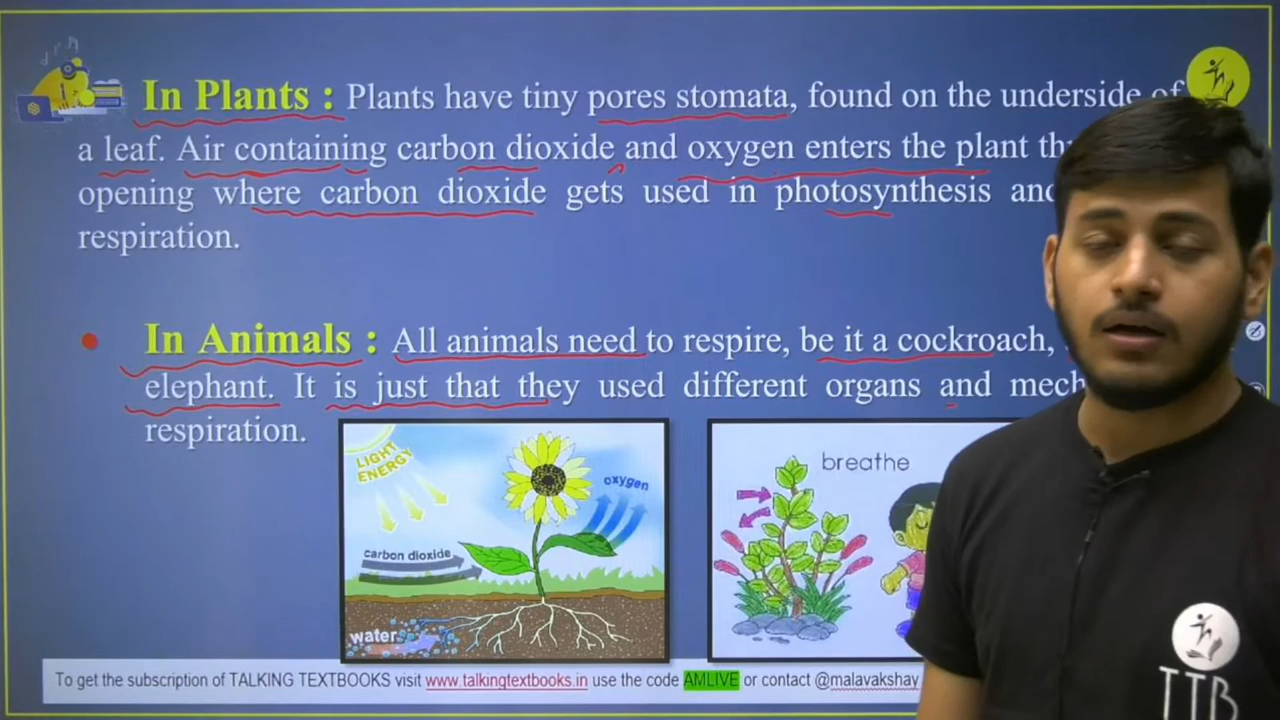 In Plants : Plants have tiny pores stomata, found on the underside of
a leaf. Air containing carbon dioxide and oxygen enters the plant
opening where carbon dioxide gets used in photosynthesis and
respiration.
In Animals : All animals need to respire, be it a cockroach,
elephant. It is just that they used different organs and
respiration.
LIGHT
ENERGY
oxygen
carbon dioxide
water
breathe
To get the subscription of TALKING TEXTBOOKS visit www.talkingtextbooks.in use the code AMLIVE or contact @malavakshay
TTB